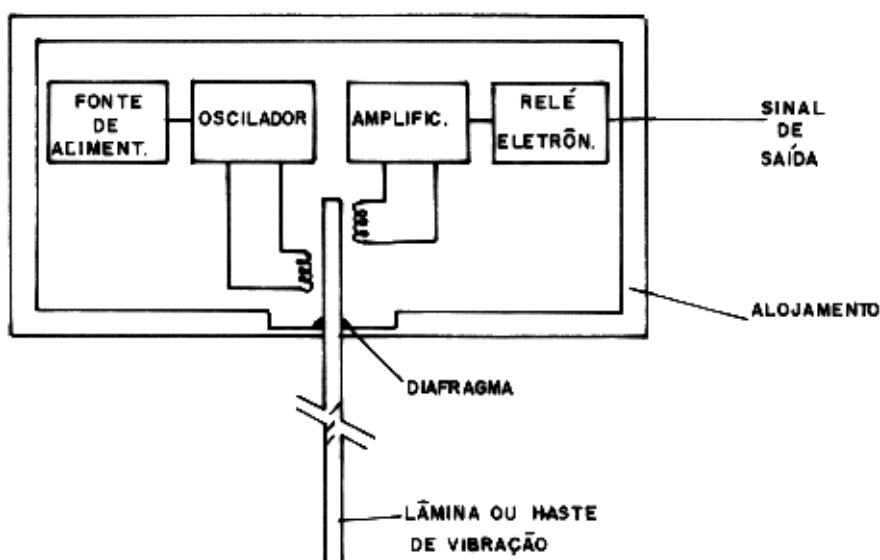 FONTE
DE
ALIMENT.
OSCILADOR
AMPLIFIC.
RELÉ
ELETRÔN.
SINAL
DE
SAÍDA
ALOJAMENTO
DIAFRAGMA
LÂMINA OU HASTE
DE VIBRAÇÃO